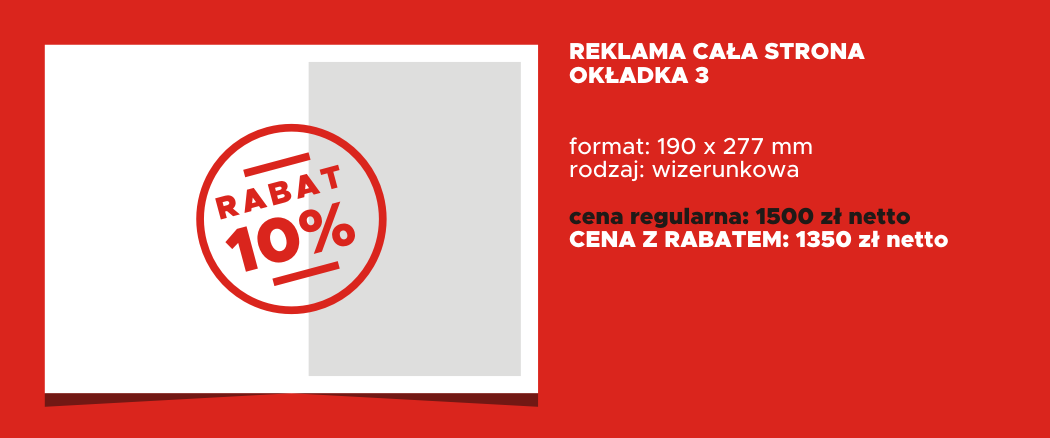 RABAT
10%
REKLAMA CAŁA STRONA
OKŁADKA 3
format: 190 x 277 mm
rodzaj: wizerunkowa
cena regularna: 1500 zł netto
CENA Z RABATEM: 1350 zł netto